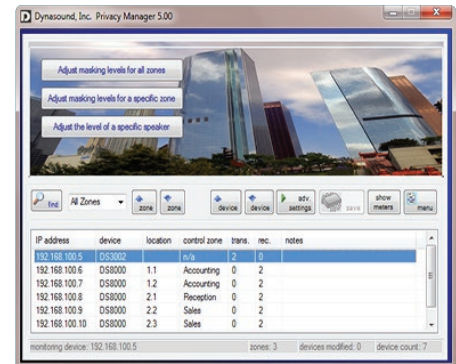 Dynasound, Inc. Privacy Manager 5.00
Adjust masking levels for all zones
Adjust masking levels for a specific zone
Adjust the level of a specific speaker
find All Zones zone zone device device adv. settings save show meters menu
IP address device location control zone trans. rec. notes
192.168.100.5 DS3002 n/a 2 0
192.168.100.6 DS8000 1.1 Accounting 0 2
192.168.100.7 DS8000 1.2 Accounting 0 2
192.168.100.8 DS8000 2.1 Reception 0 2
192.168.100.9 DS8000 2.2 Sales 0 2
192.168.100.10 DS8000 2.3 Sales 0 2
monitoring device: 192.168.100.5 zones: 3 devices modified: 0 device count: 7